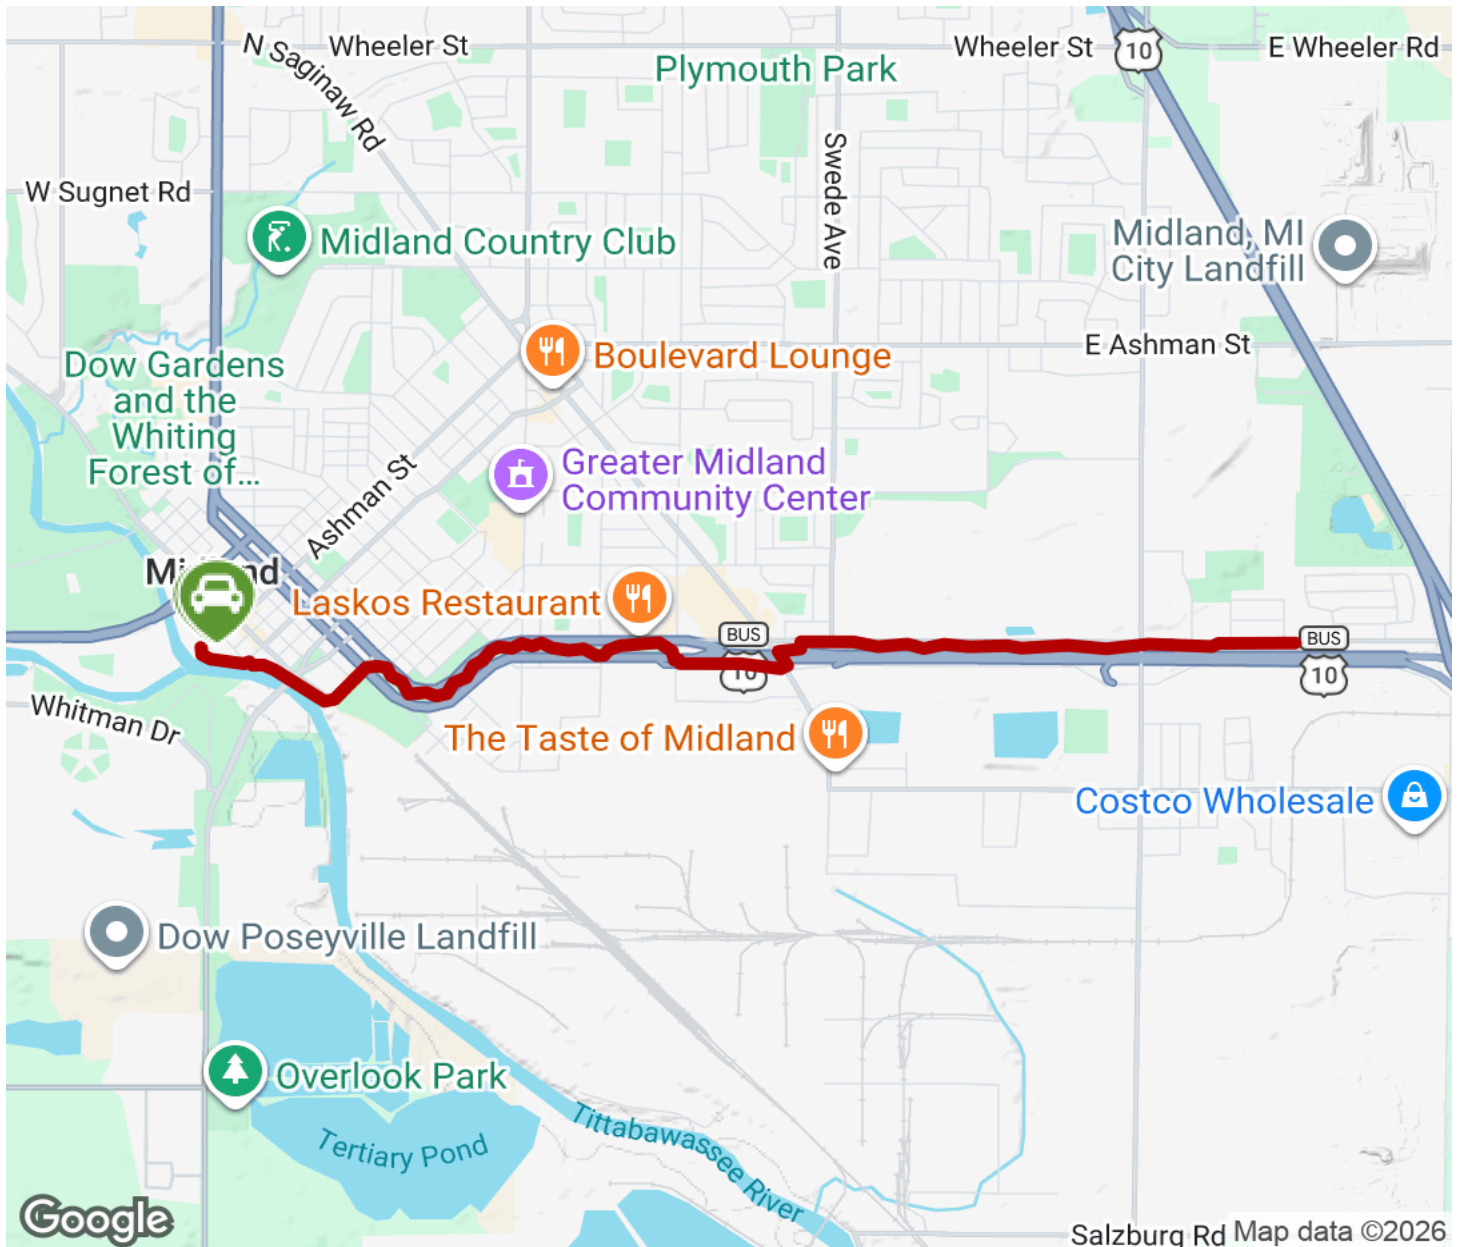 N Saginaw Rd
Wheeler St
Wheeler St
10
E Wheeler Rd
Plymouth Park
Swede Ave
W Sugnet Rd
Midland Country Club
Midland, MI
City Landfill
Dow Gardens
and the
Whiting
Forest of...
Boulevard Lounge
E Ashman St
Ashman St
Greater Midland
Community Center
Laskos Restaurant
BUS
10
BUS
10
Whitman Dr
The Taste of Midland
Costco Wholesale
Dow Poseyville Landfill
Overlook Park
Tertiary Pond
Tittabawassee River
Google
Salzburg Rd
Map data ©2026